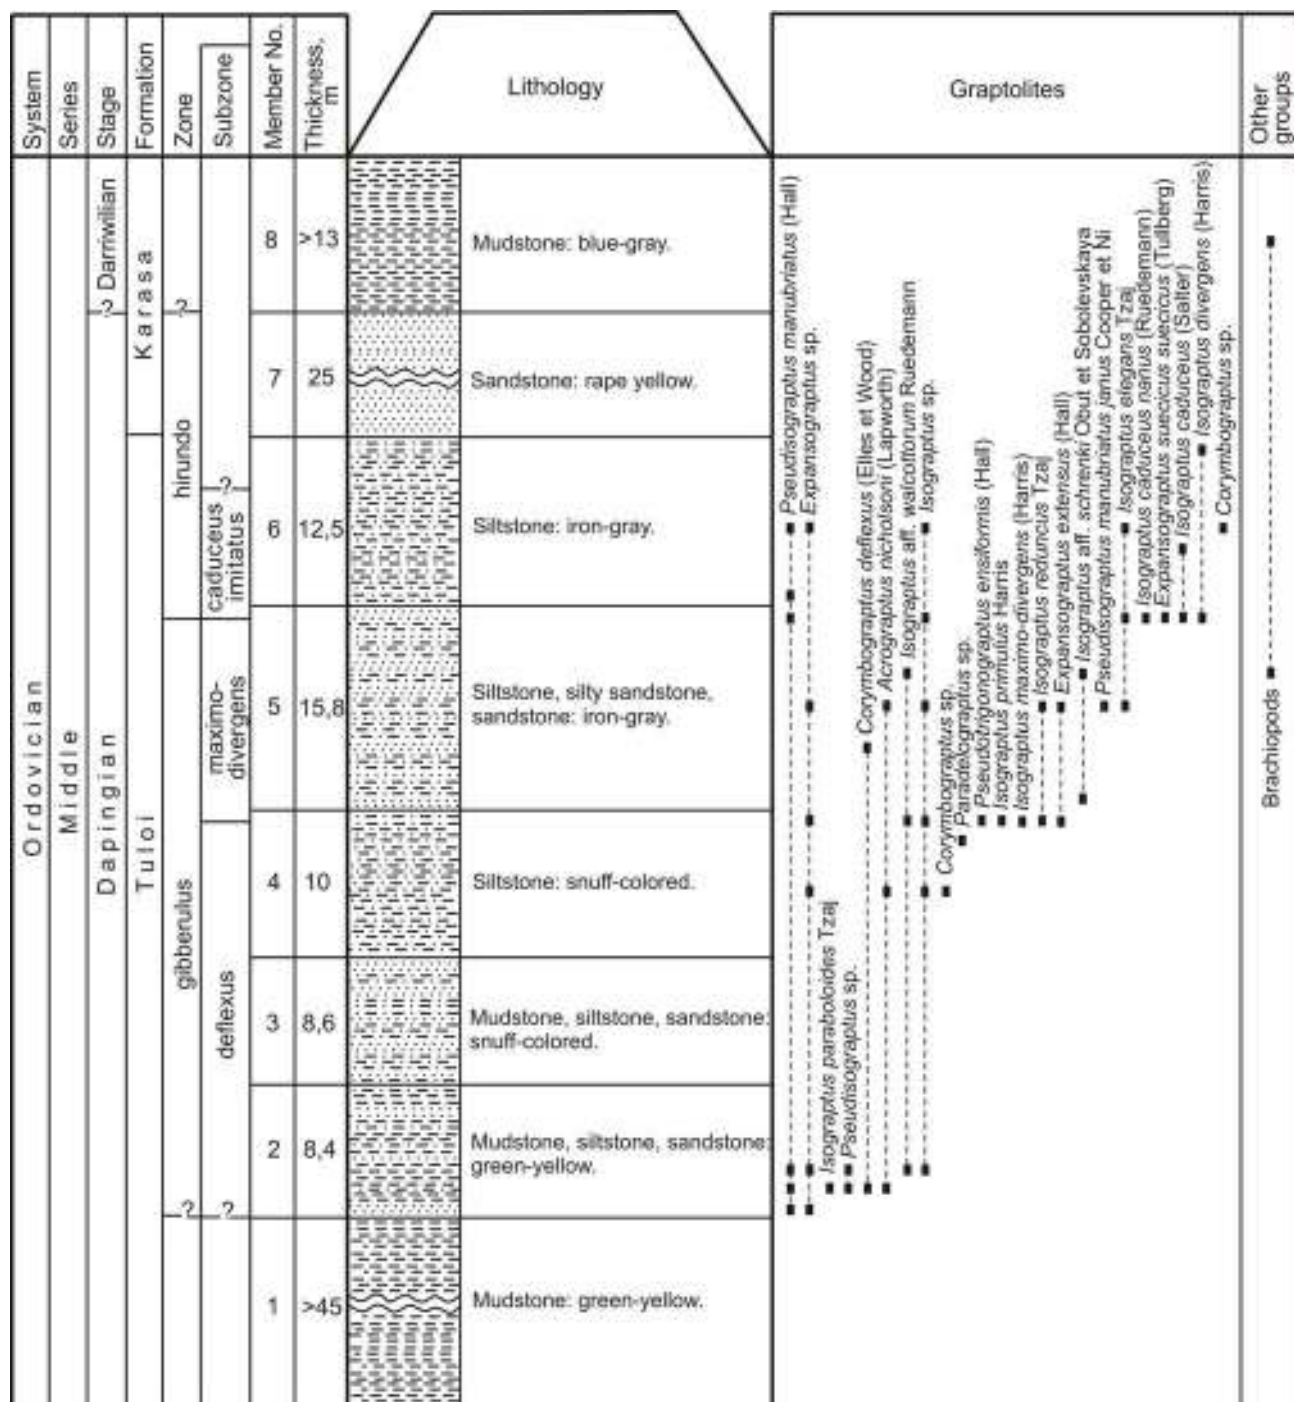 System
Series
Stage
Formation
Zone
Subzone
Member No.
Thickness,
m
Lithology
Graptolites
Other
groups
Ordovician
Middle
Dapingian
?
Darriwilian
Tuloi
Karasa
gibberulus
hirundo
?
?
deflexus
maximo-
divergens
caduceus
imitatus
?
?
8
>13
Mudstone: blue-gray.
7
25
Sandstone: rape yellow.
6
12,5
Siltstone: iron-gray.
5
15,8
Siltstone, silty sandstone,
sandstone: iron-gray.
4
10
Siltstone: snuff-colored.
3
8,6
Mudstone, siltstone, sandstone:
snuff-colored.
2
8,4
Mudstone, siltstone, sandstone:
green-yellow.
1
>45
Mudstone: green-yellow.
Pseudisograptus manubriatus (Hall)
Expansograptus sp.
Isograptus paraboloides Tzaj
Pseudisograptus sp.
Corymbograptus deflexus (Elles et Wood)
Acrograptus nicholsoni (Lapworth)
Isograptus aff. walcottorum Ruedemann
Isograptus sp.
Corymbograptus sp.
Paradelograptus sp.
Pseudotrigonograptus ensiformis (Hall)
Isograptus primulus Harris
Isograptus maximo-divergens (Harris)
Isograptus reduncus Tzaj
Expansograptus extensus (Hall)
Isograptus aff. schrenki Obut et Sobolevskaya
Pseudisograptus manubriatus janus Cooper et Ni
Isograptus elegans Tzaj
Isograptus caduceus nanus (Ruedemann)
Expansograptus suecicus suecicus (Tullberg)
Isograptus caduceus (Salter)
Isograptus divergens (Harris)
Corymbograptus sp.
Brachiopods